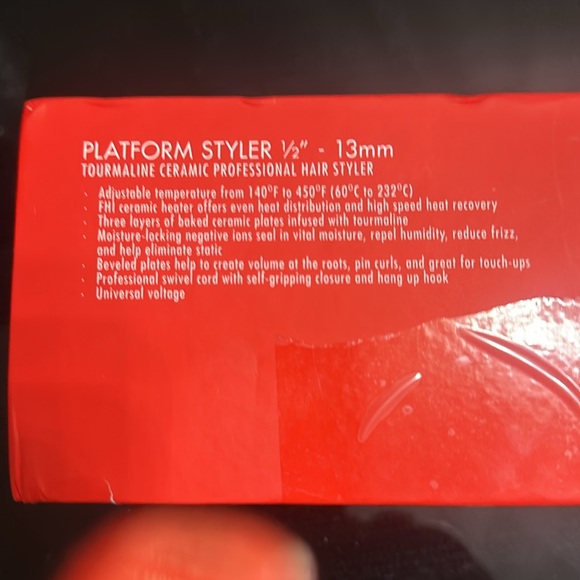 PLATFORM STYLER ½" - 13mm
TOURMALINE CERAMIC PROFESSIONAL HAIR STYLER
· Adjustable temperature from 140°F to 450°F (60°C to 232°C)
· FHI ceramic heater offers even heat distribution and high speed heat recovery
· Three layers of baked ceramic plates infused with tourmaline
· Moisture-locking negative ions seal in vital moisture, repel humidity, reduce frizz,
and help eliminate static
· Beveled plates help to create volume at the roots, pin curls, and great for touch-ups
· Professional swivel cord with self-gripping closure and hang up hook
· Universal voltage